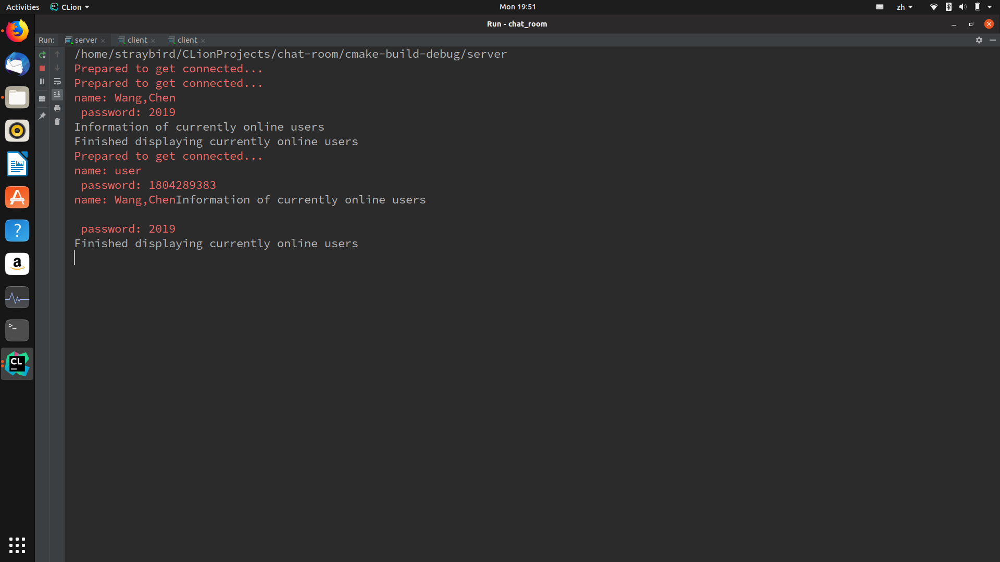 Activities CLion Mon 19:51 zh
Run - chat_room
Run: server client client
/home/straybird/CLionProjects/chat-room/cmake-build-debug/server
Prepared to get connected...
Prepared to get connected...
name: Wang,Chen
password: 2019
Information of currently online users
Finished displaying currently online users
Prepared to get connected...
name: user
password: 1804289383
name: Wang,ChenInformation of currently online users
password: 2019
Finished displaying currently online users
A
?
a
>_
CL